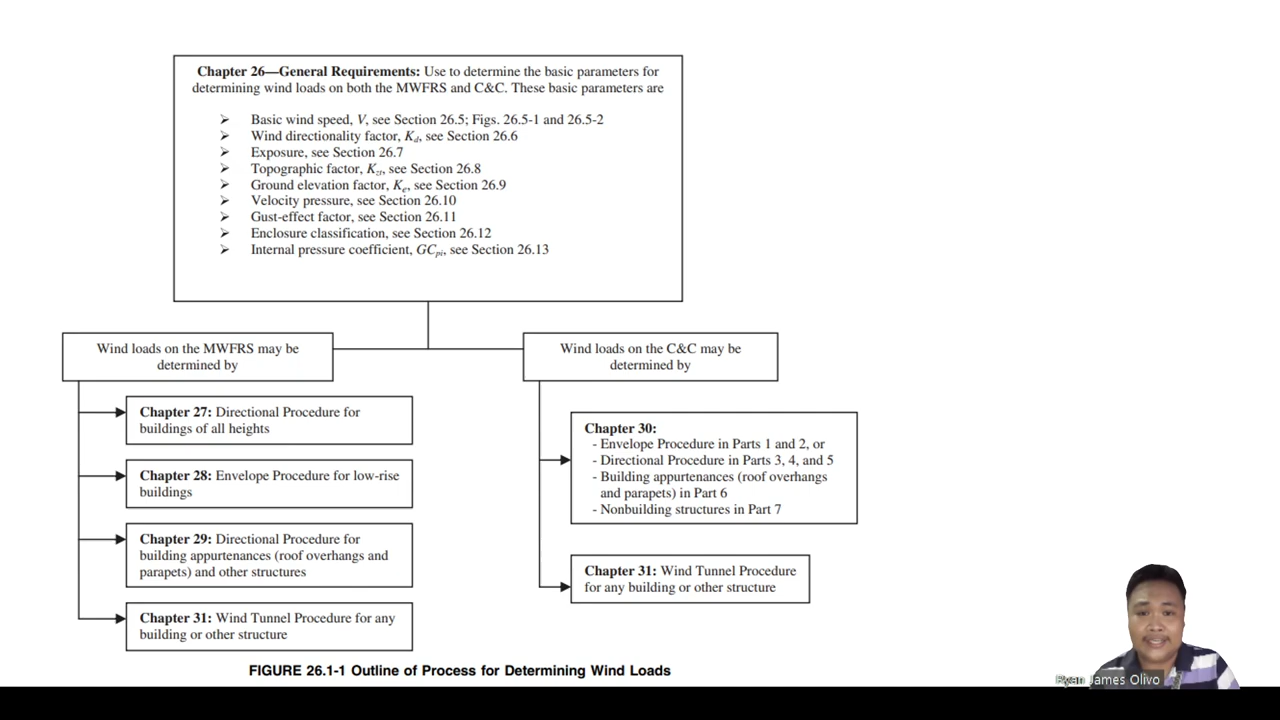 Chapter 26—General Requirements: Use to determine the basic parameters for
determining wind loads on both the MWFRS and C&C. These basic parameters are
➢ Basic wind speed, V, see Section 26.5; Figs. 26.5-1 and 26.5-2
➢ Wind directionality factor, Kd, see Section 26.6
➢ Exposure, see Section 26.7
➢ Topographic factor, Kzt, see Section 26.8
➢ Ground elevation factor, Ke, see Section 26.9
➢ Velocity pressure, see Section 26.10
➢ Gust-effect factor, see Section 26.11
➢ Enclosure classification, see Section 26.12
➢ Internal pressure coefficient, GCpi, see Section 26.13
Wind loads on the MWFRS may be
determined by
Chapter 27: Directional Procedure for
buildings of all heights
Chapter 28: Envelope Procedure for low-rise
buildings
Chapter 29: Directional Procedure for
building appurtenances (roof overhangs and
parapets) and other structures
Chapter 31: Wind Tunnel Procedure for any
building or other structure
Wind loads on the C&C may be
determined by
Chapter 30:
- Envelope Procedure in Parts 1 and 2, or
- Directional Procedure in Parts 3, 4, and 5
- Building appurtenances (roof overhangs
and parapets) in Part 6
- Nonbuilding structures in Part 7
Chapter 31: Wind Tunnel Procedure
for any building or other structure
FIGURE 26.1-1 Outline of Process for Determining Wind Loads
Ryan James Olivo